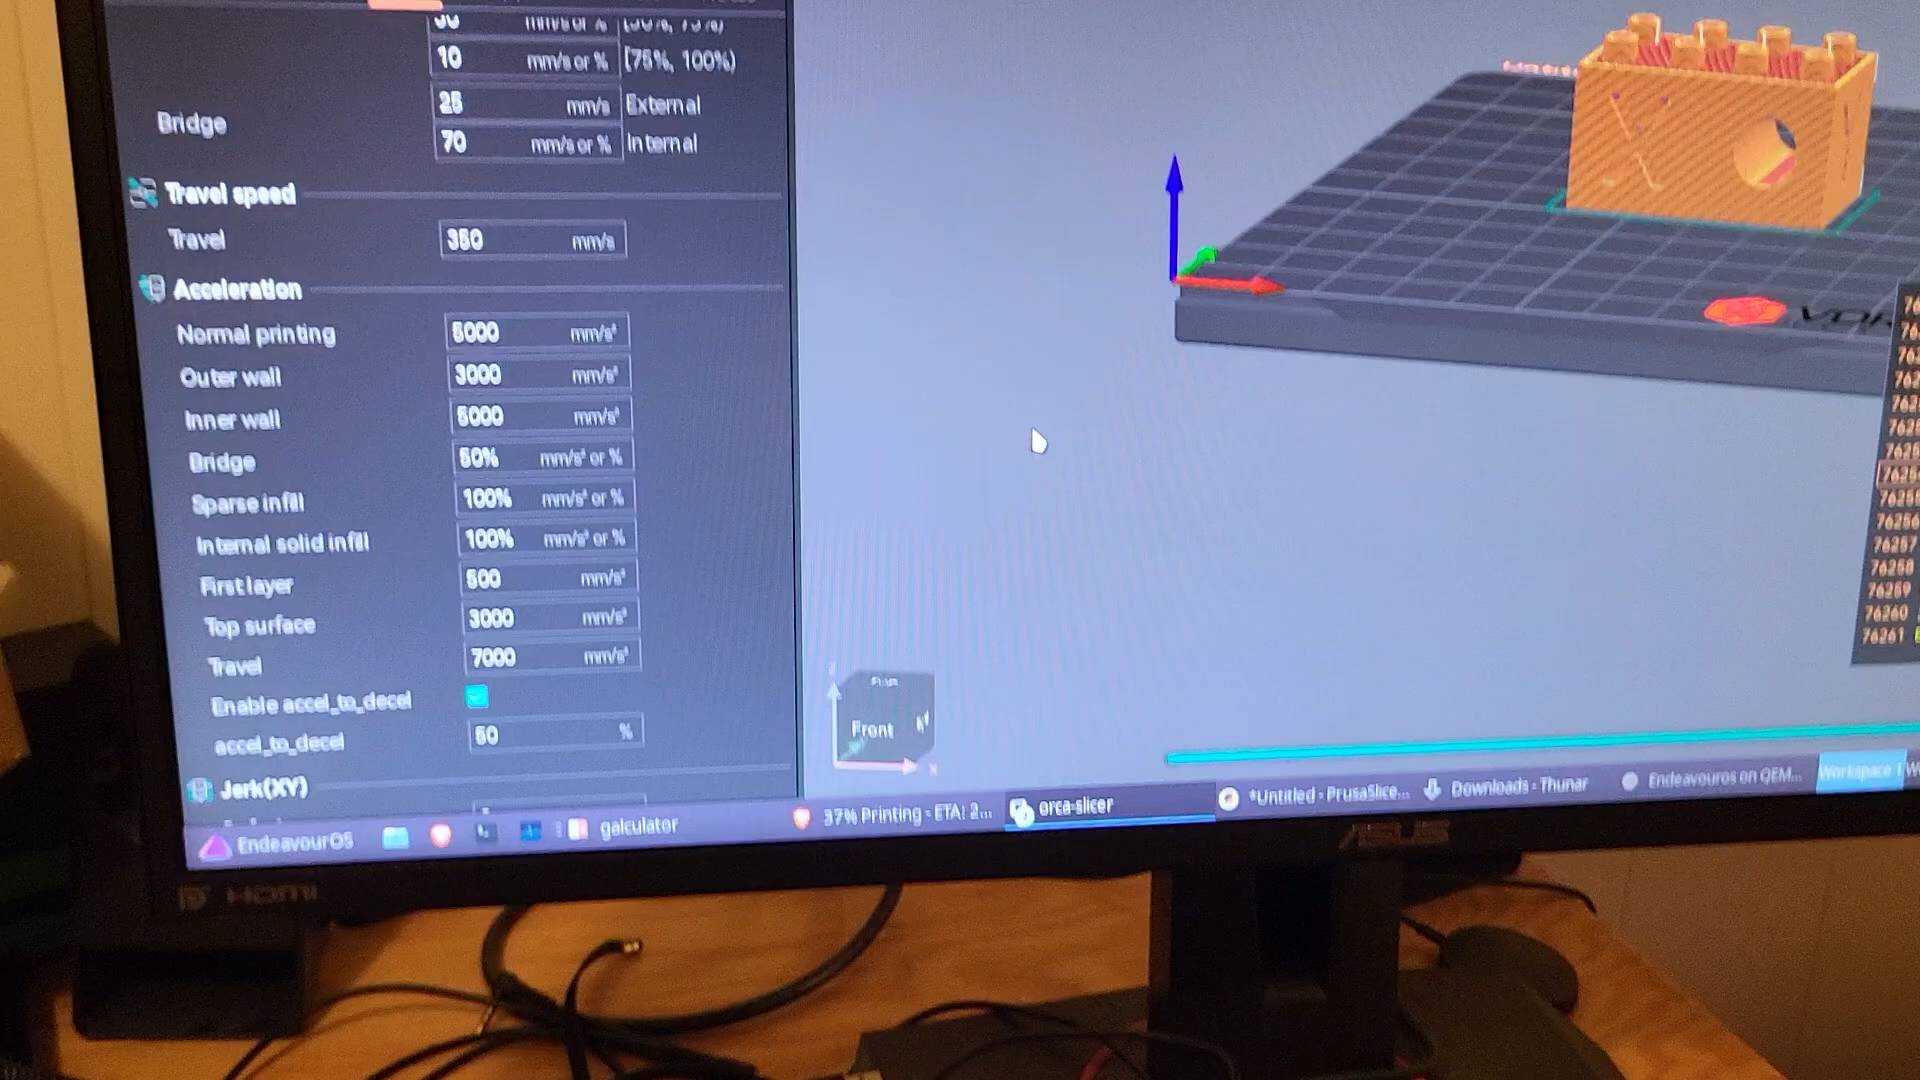 mm/s or %
10 mm/s or % [75%, 100%)
Bridge
25 mm/s External
70 mm/s or % Internal
Travel speed
Travel 350 mm/s
Acceleration
Normal printing 5000 mm/s²
Outer wall 3000 mm/s²
Inner wall 5000 mm/s²
Bridge 50% mm/s² or %
Sparse infill 100% mm/s² or %
Internal solid infill 100% mm/s² or %
First layer 500 mm/s²
Top surface 3000 mm/s²
Travel 7000 mm/s²
Enable accel_to_decel
accel_to_decel 50 %
Jerk(XY)
Front
76257
76258
76259
76260
76261
EndeavourOS
galculator
37% Printing - ETA: 2...
orca-slicer
*Untitled - PrusaSlice...
Downloads - Thunar
Endeavouros on QEM...
Workspace 1
ASUS
HDMI